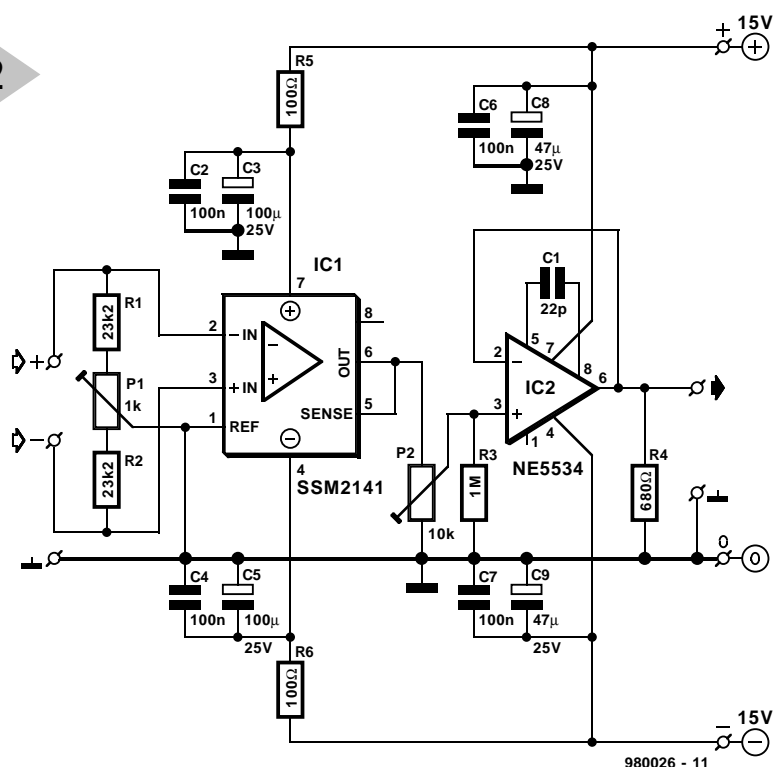 2
+ 15V
R5
100Ω
C6
100n
C8
47µ
25V
C2
100n
C3
100µ
25V
IC1
7
R1
23k2
P1
1k
R2
23k2
+
−
2
− IN
3
+ IN
1
REF
4
8
6
OUT
5
SENSE
SSM2141
C1
22p
5
7
8
2
−
3
+
IC2
6
1
4
NE5534
P2
10k
R3
1M
R4
680Ω
0
0
C4
100n
C5
100µ
25V
C7
100n
C9
47µ
25V
R6
100Ω
− 15V
980026 - 11